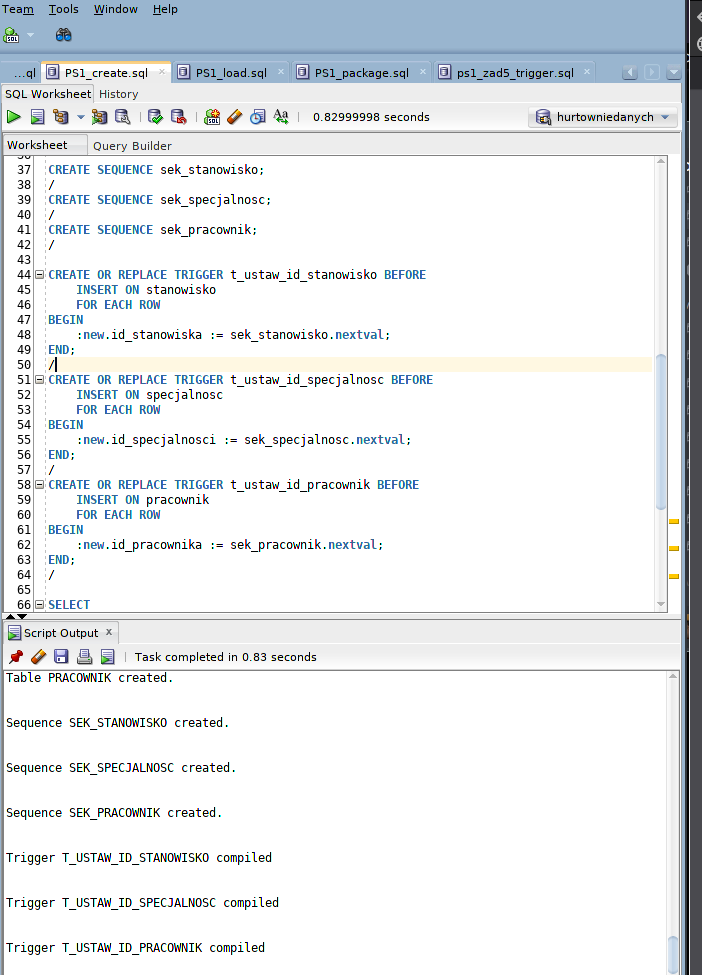 Team Tools Window Help
SQL
...ql PS1_create.sql PS1_load.sql PS1_package.sql ps1_zad5_trigger.sql
SQL Worksheet History
SQL Aa 0.82999998 seconds hurtowniedanych
Worksheet Query Builder
37 CREATE SEQUENCE sek_stanowisko;
38 /
39 CREATE SEQUENCE sek_specjalnosc;
40 /
41 CREATE SEQUENCE sek_pracownik;
42 /
43
44 CREATE OR REPLACE TRIGGER t_ustaw_id_stanowisko BEFORE
45 INSERT ON stanowisko
46 FOR EACH ROW
47 BEGIN
48 :new.id_stanowiska := sek_stanowisko.nextval;
49 END;
50 /
51 CREATE OR REPLACE TRIGGER t_ustaw_id_specjalnosc BEFORE
52 INSERT ON specjalnosc
53 FOR EACH ROW
54 BEGIN
55 :new.id_specjalnosci := sek_specjalnosc.nextval;
56 END;
57 /
58 CREATE OR REPLACE TRIGGER t_ustaw_id_pracownik BEFORE
59 INSERT ON pracownik
60 FOR EACH ROW
61 BEGIN
62 :new.id_pracownika := sek_pracownik.nextval;
63 END;
64 /
65
66 SELECT
Script Output x
Task completed in 0.83 seconds
Table PRACOWNIK created.
Sequence SEK_STANOWISKO created.
Sequence SEK_SPECJALNOSC created.
Sequence SEK_PRACOWNIK created.
Trigger T_USTAW_ID_STANOWISKO compiled
Trigger T_USTAW_ID_SPECJALNOSC compiled
Trigger T_USTAW_ID_PRACOWNIK compiled